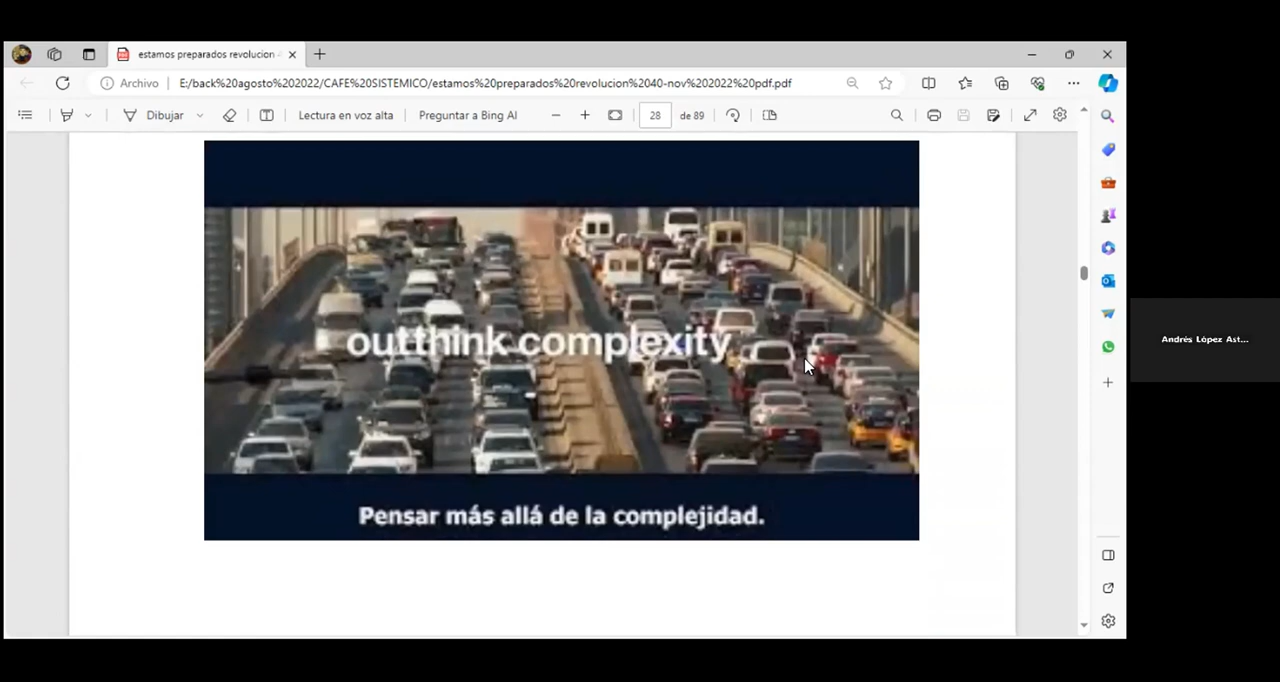 estamos preparados revolucion
Archivo
E:/back%20agosto%202022/CAFE%20SISTEMICO/estamos%20preparados%20revolucion%2040-nov%202022%20pdf.pdf
Dibujar
Lectura en voz alta
Preguntar a Bing AI
28
de 89
outthink complexity
Pensar más allá de la complejidad.
Andrés López Ast...